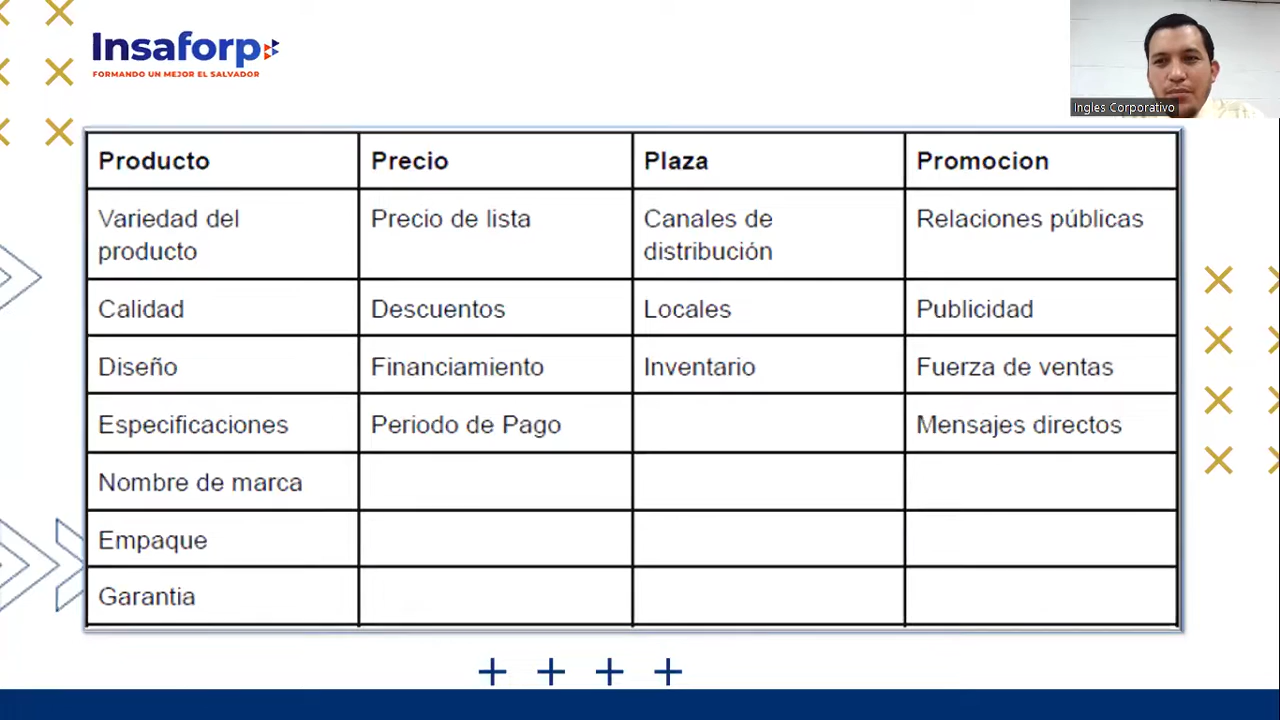 Insaforp
FORMANDO UN MEJOR EL SALVADOR
Ingles Corporativo
Producto
Precio
Plaza
Promocion
Variedad del
producto
Precio de lista
Canales de
distribución
Relaciones públicas
Calidad
Descuentos
Locales
Publicidad
Diseño
Financiamiento
Inventario
Fuerza de ventas
Especificaciones
Periodo de Pago
Mensajes directos
Nombre de marca
Empaque
Garantia